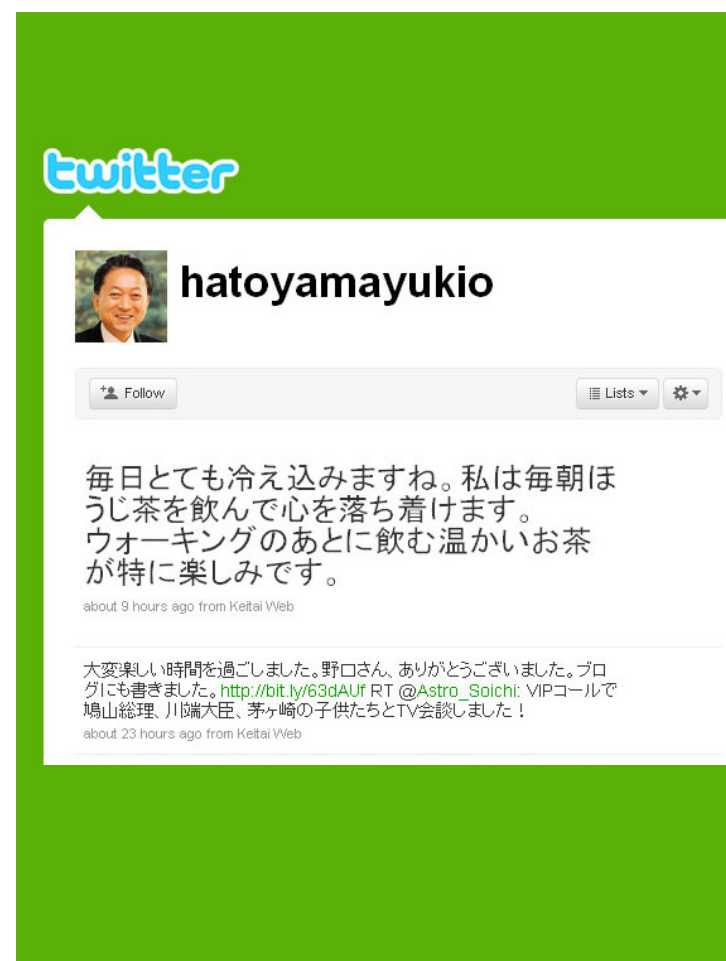 twitter
hatoyamayukio
Follow
Lists
毎日とても冷え込みますね。私は毎朝ほ
うじ茶を飲んで心を落ち着けます。
ウォーキングのあとに飲む温かいお茶
が特に楽しみです。
about 9 hours ago from Keitai Web
大変楽しい時間を過ごしました。野口さん、ありがとうございました。ブロ
グにも書きました。http://bit.ly/63dAUf RT @Astro_Soichi: VIPコールで
鳩山総理、川端大臣、茅ヶ崎の子供たちとTV会談しました！
about 23 hours ago from Keitai Web